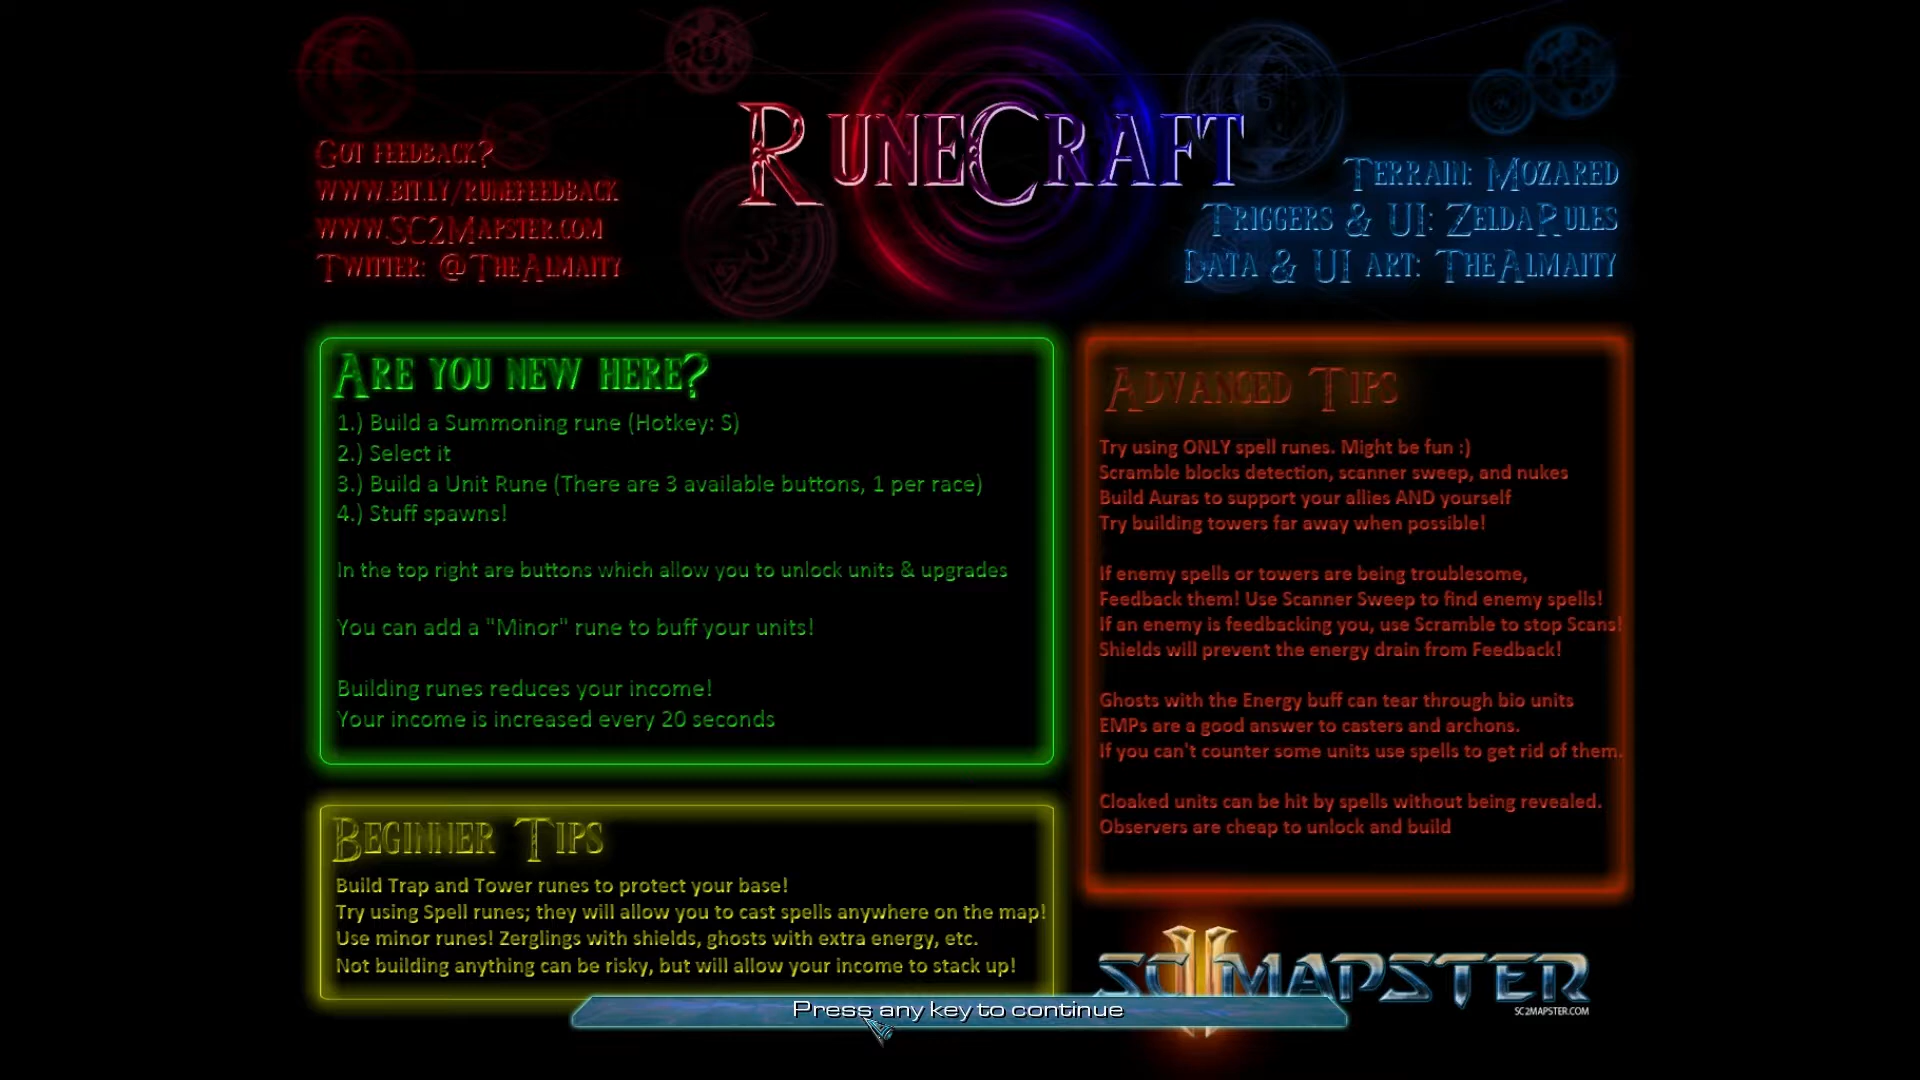 RuneCraft
Got feedback?
www.bit.ly/runefeedback
www.SC2Mapster.com
Twitter: @TheAlmaity
Terrain: Mozared
Triggers & UI: ZeldaRules
Data & UI art: TheAlmaity
Are you new here?
1.) Build a Summoning rune (Hotkey: S)
2.) Select it
3.) Build a Unit Rune (There are 3 available buttons, 1 per race)
4.) Stuff spawns!
In the top right are buttons which allow you to unlock units & upgrades
You can add a "Minor" rune to buff your units!
Building runes reduces your income!
Your income is increased every 20 seconds
Beginner Tips
Build Trap and Tower runes to protect your base!
Try using Spell runes; they will allow you to cast spells anywhere on the map!
Use minor runes! Zerglings with shields, ghosts with extra energy, etc.
Not building anything can be risky, but will allow your income to stack up!
Advanced Tips
Try using ONLY spell runes. Might be fun :)
Scramble blocks detection, scanner sweep, and nukes
Build Auras to support your allies AND yourself
Try building towers far away when possible!
If enemy spells or towers are being troublesome,
Feedback them! Use Scanner Sweep to find enemy spells!
If an enemy is feedbacking you, use Scramble to stop Scans!
Shields will prevent the energy drain from Feedback!
Ghosts with the Energy buff can tear through bio units
EMPs are a good answer to casters and archons.
If you can't counter some units use spells to get rid of them.
Cloaked units can be hit by spells without being revealed.
Observers are cheap to unlock and build
SC II MAPSTER
SC2MAPSTER.COM
Press any key to continue